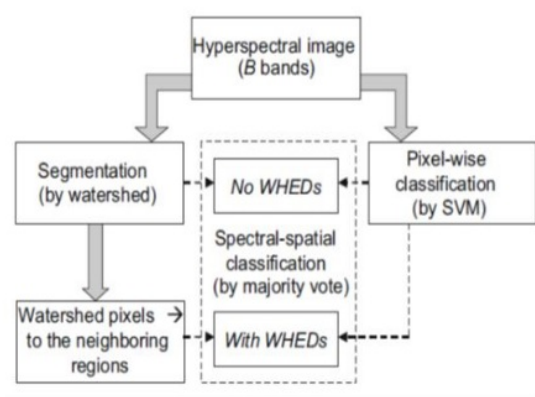 Hyperspectral image
(B bands)
Segmentation
(by watershed)
No WHEDs
Pixel-wise
classification
(by SVM)
Spectral-spatial
classification
(by majority vote)
Watershed pixels →
to the neighboring
regions
With WHEDs